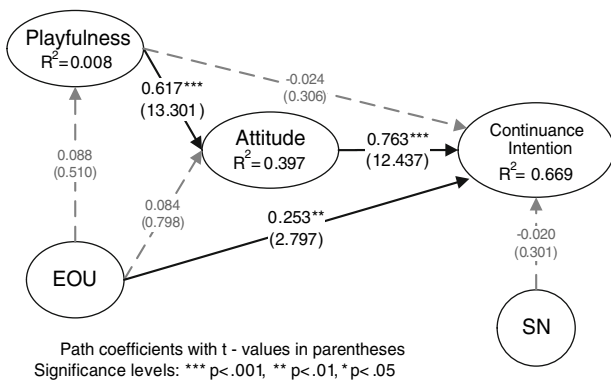 Playfulness
R²=0.008
-0.024
(0.306)
0.617***
(13.301)
Attitude
R²=0.397
0.763***
(12.437)
Continuance
Intention
R²= 0.669
0.088
(0.510)
0.084
(0.798)
0.253**
(2.797)
-0.020
(0.301)
EOU
SN
Path coefficients with t - values in parentheses
Significance levels: *** p<.001, ** p<.01, * p<.05